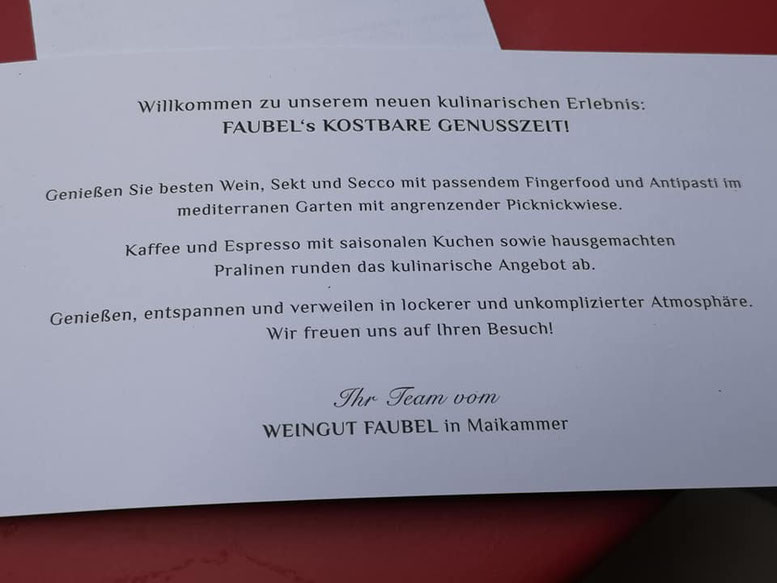 Willkommen zu unserem neuen kulinarischen Erlebnis:
FAUBEL‘s KOSTBARE GENUSSZEIT!
Genießen Sie besten Wein, Sekt und Secco mit passendem Fingerfood und Antipasti im
mediterranen Garten mit angrenzender Picknickwiese.
Kaffee und Espresso mit saisonalen Kuchen sowie hausgemachten
Pralinen runden das kulinarische Angebot ab.
Genießen, entspannen und verweilen in lockerer und unkomplizierter Atmosphäre.
Wir freuen uns auf Ihren Besuch!
Ihr Team vom
WEINGUT FAUBEL in Maikammer